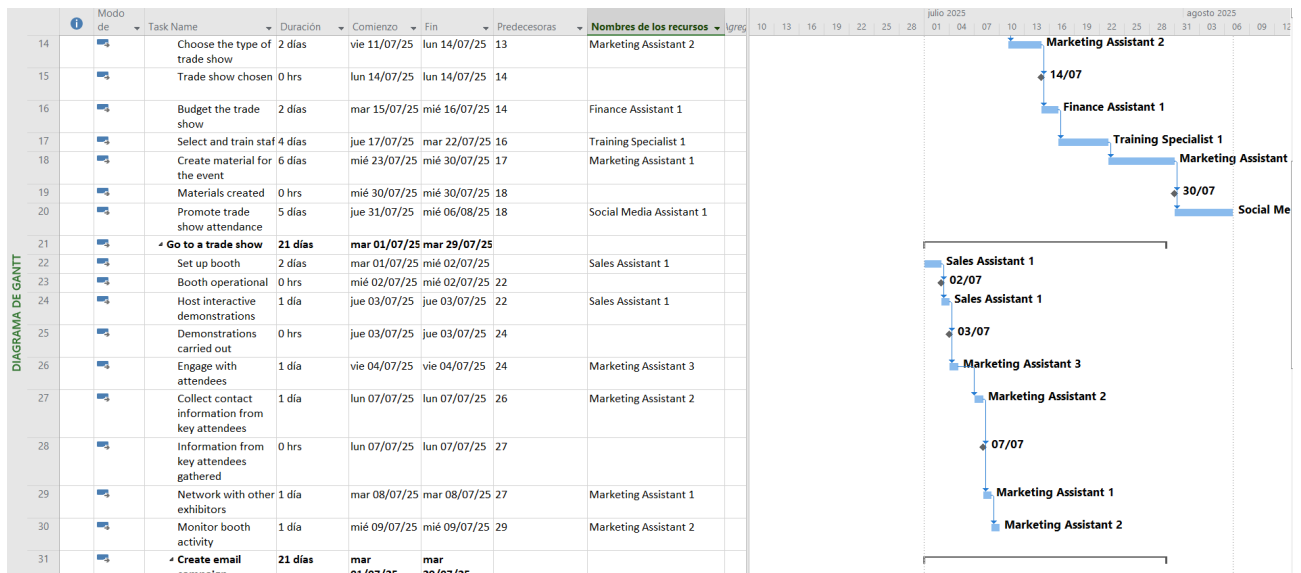 Modo de Task Name Duración Comienzo Fin Predecesoras Nombres de los recursos Agreg
julio 2025 agosto 2025
10 13 16 19 22 25 28 01 04 07 10 13 16 19 22 25 28 31 03 06 09 12
DIAGRAMA DE GANTT
14 Choose the type of trade show 2 días vie 11/07/25 lun 14/07/25 13 Marketing Assistant 2
15 Trade show chosen 0 hrs lun 14/07/25 lun 14/07/25 14
16 Budget the trade show 2 días mar 15/07/25 mié 16/07/25 14 Finance Assistant 1
17 Select and train staf 4 días jue 17/07/25 mar 22/07/25 16 Training Specialist 1
18 Create material for the event 6 días mié 23/07/25 mié 30/07/25 17 Marketing Assistant 1
19 Materials created 0 hrs mié 30/07/25 mié 30/07/25 18
20 Promote trade show attendance 5 días jue 31/07/25 mié 06/08/25 18 Social Media Assistant 1
21 Go to a trade show 21 días mar 01/07/25 mar 29/07/25
22 Set up booth 2 días mar 01/07/25 mié 02/07/25 Sales Assistant 1
23 Booth operational 0 hrs mié 02/07/25 mié 02/07/25 22
24 Host interactive demonstrations 1 día jue 03/07/25 jue 03/07/25 22 Sales Assistant 1
25 Demonstrations carried out 0 hrs jue 03/07/25 jue 03/07/25 24
26 Engage with attendees 1 día vie 04/07/25 vie 04/07/25 24 Marketing Assistant 3
27 Collect contact information from key attendees 1 día lun 07/07/25 lun 07/07/25 26 Marketing Assistant 2
28 Information from key attendees gathered 0 hrs lun 07/07/25 lun 07/07/25 27
29 Network with other exhibitors 1 día mar 08/07/25 mar 08/07/25 27 Marketing Assistant 1
30 Monitor booth activity 1 día mié 09/07/25 mié 09/07/25 29 Marketing Assistant 2
31 Create email 21 días mar mar
Marketing Assistant 2
14/07
Finance Assistant 1
Training Specialist 1
Marketing Assistant
30/07
Social Me
Sales Assistant 1
02/07
Sales Assistant 1
03/07
Marketing Assistant 3
Marketing Assistant 2
07/07
Marketing Assistant 1
Marketing Assistant 2